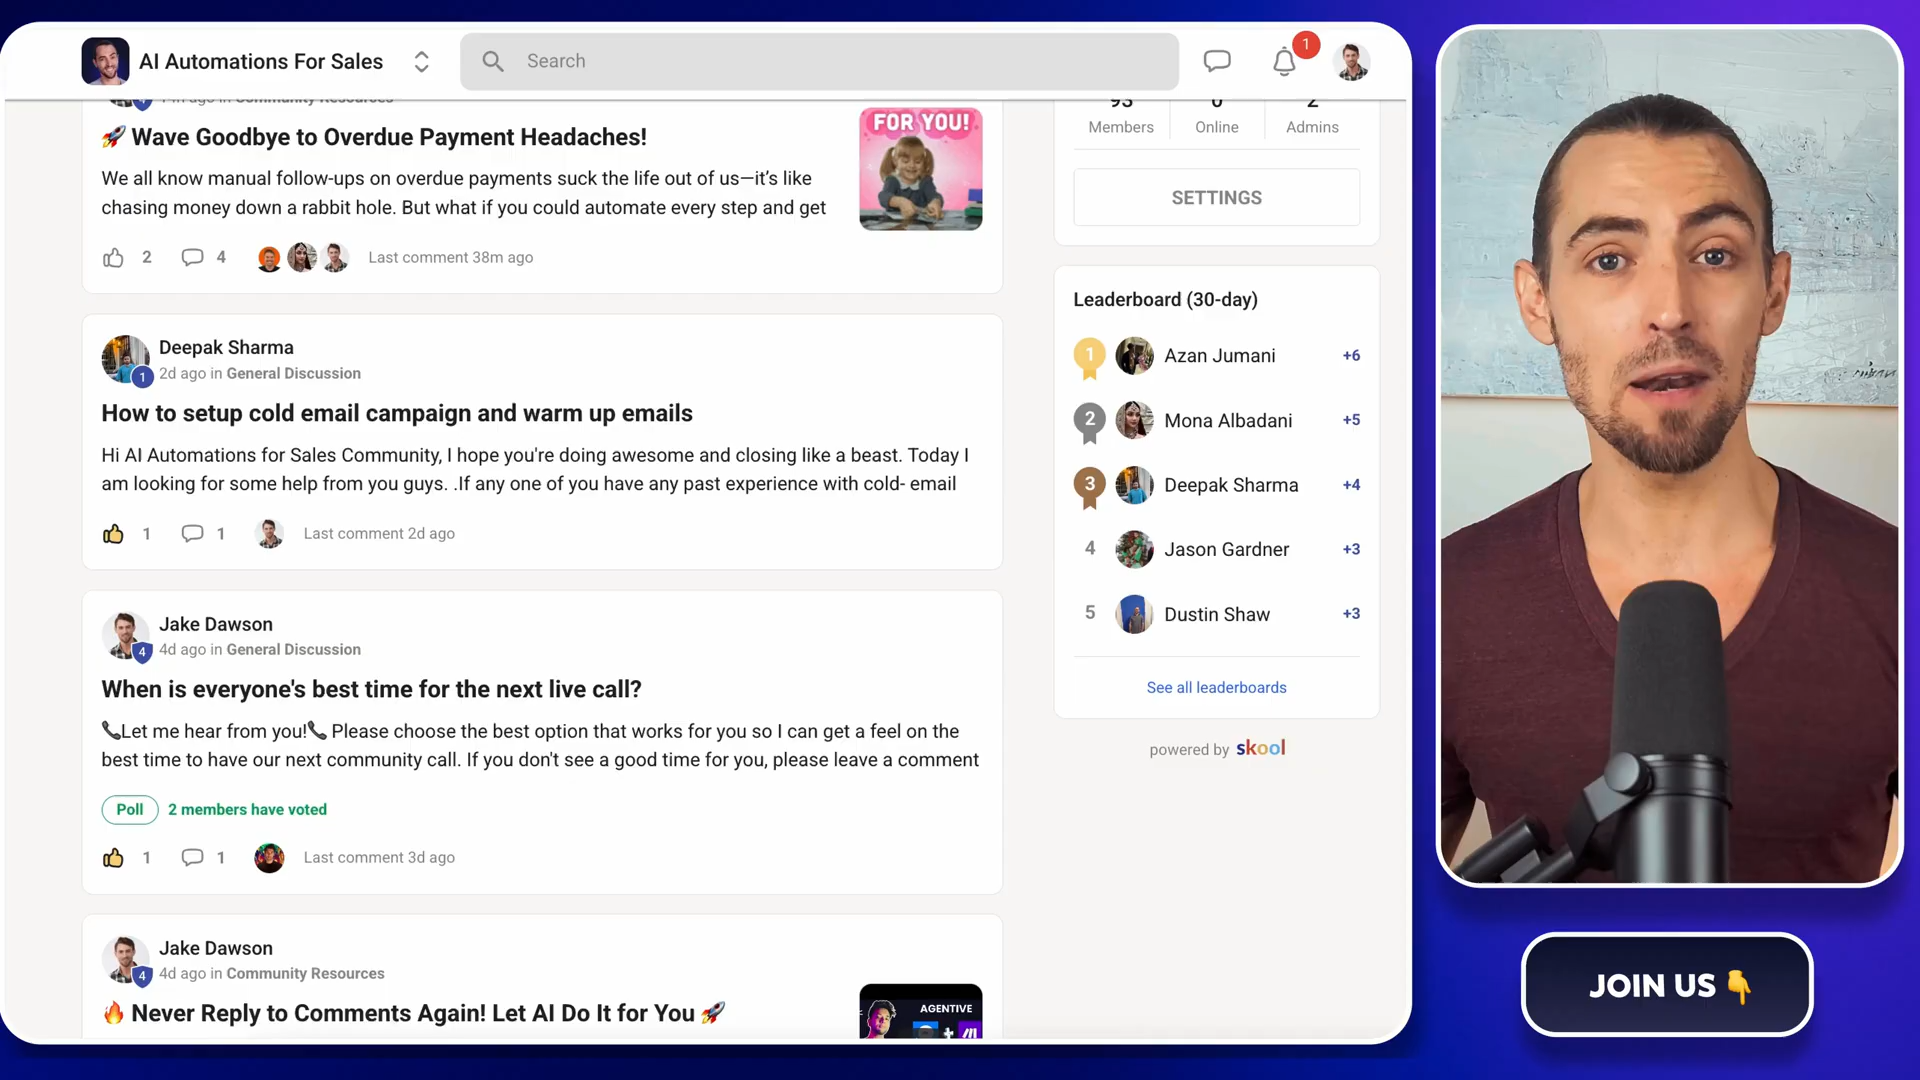 AI Automations For Sales
Search
1
14h ago in Community Resources
🚀 Wave Goodbye to Overdue Payment Headaches!
We all know manual follow-ups on overdue payments suck the life out of us—it's like
chasing money down a rabbit hole. But what if you could automate every step and get
2 4 Last comment 38m ago
FOR YOU!
Deepak Sharma
1
2d ago in General Discussion
How to setup cold email campaign and warm up emails
Hi AI Automations for Sales Community, I hope you're doing awesome and closing like a beast. Today I
am looking for some help from you guys. .If any one of you have any past experience with cold- email
1 1 Last comment 2d ago
Jake Dawson
4
4d ago in General Discussion
When is everyone's best time for the next live call?
📞Let me hear from you!📞 Please choose the best option that works for you so I can get a feel on the
best time to have our next community call. If you don't see a good time for you, please leave a comment
Poll 2 members have voted
1 1 Last comment 3d ago
Jake Dawson
4
4d ago in Community Resources
🔥 Never Reply to Comments Again! Let AI Do It for You 🚀
AGENTIVE
93 0 2
Members Online Admins
SETTINGS
Leaderboard (30-day)
1 Azan Jumani +6
2 Mona Albadani +5
3 Deepak Sharma +4
4 Jason Gardner +3
5 Dustin Shaw +3
See all leaderboards
powered by skool
JOIN US 👇